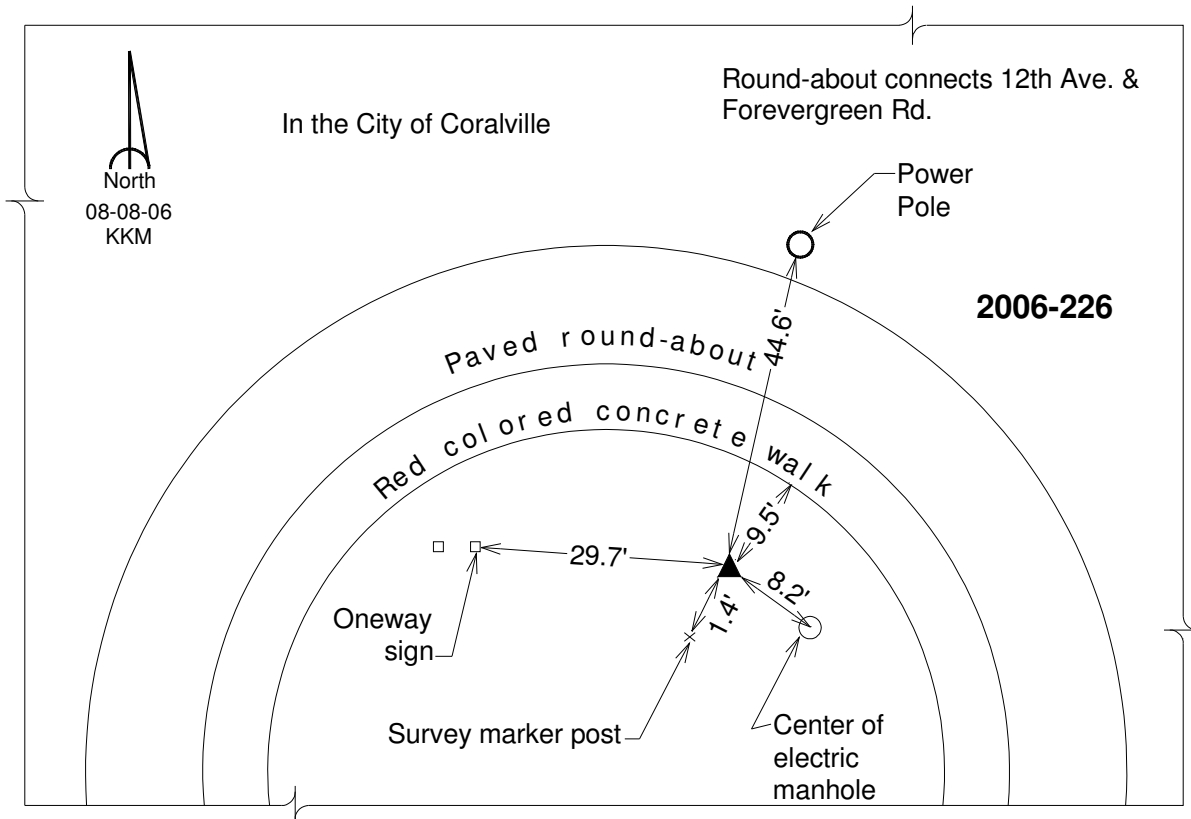 Round-about connects 12th Ave. &
Forevergreen Rd.
In the City of Coralville
North
08-08-06
KKM
Power
Pole
2006-226
Paved round-about
44.6'
Red colored concrete walk
9.5'
29.7'
8.2'
1.4'
Oneway
sign
Survey marker post
Center of
electric
manhole